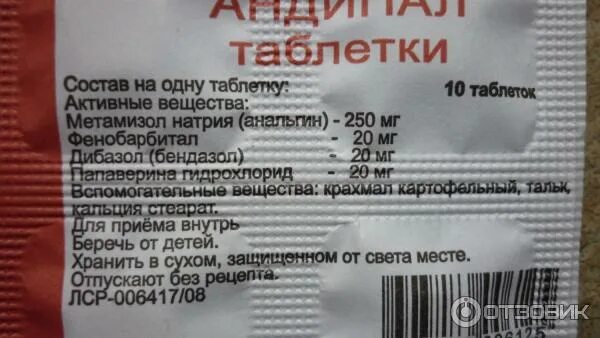 АНДИПАЛ
таблетки
Состав на одну таблетку: 10 таблеток
Активные вещества:
Метамизол натрия (анальгин) - 250 мг
Фенобарбитал - 20 мг
Дибазол (бендазол) - 20 мг
Папаверина гидрохлорид - 20 мг
Вспомогательные вещества: крахмал картофельный, тальк,
кальция стеарат.
Для приёма внутрь
Беречь от детей.
Хранить в сухом, защищенном от света месте.
Отпускают без рецепта.
ЛСР-006417/08
ОТЗОВИК